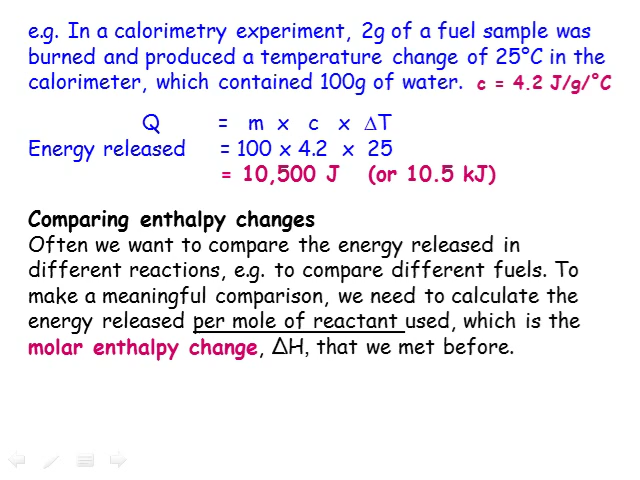 e.g. In a calorimetry experiment, 2g of a fuel sample was
burned and produced a temperature change of 25°C in the
calorimeter, which contained 100g of water. c = 4.2 J/g/°C
Q = m x c x ∆T
Energy released = 100 x 4.2 x 25
= 10,500 J (or 10.5 kJ)
Comparing enthalpy changes
Often we want to compare the energy released in
different reactions, e.g. to compare different fuels. To
make a meaningful comparison, we need to calculate the
energy released per mole of reactant used, which is the
molar enthalpy change, ∆H, that we met before.